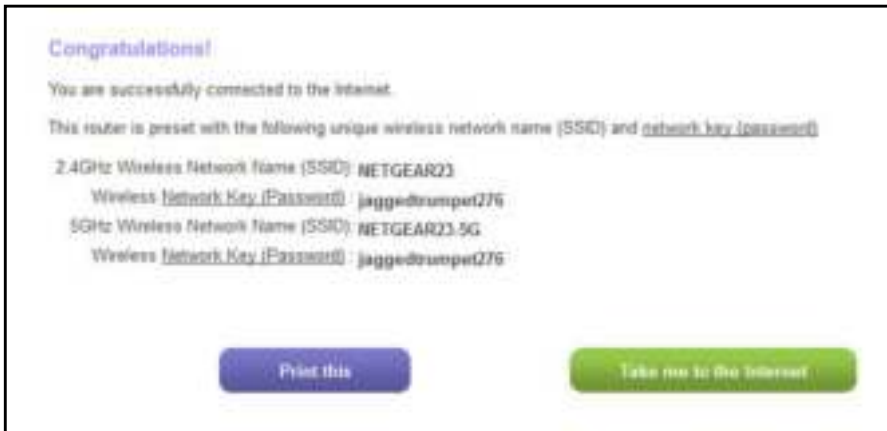 Congratulations!
You are successfully connected to the Internet.
This router is preset with the following unique wireless network name (SSID) and network key (password)
2.4GHz Wireless Network Name (SSID): NETGEAR23
Wireless Network Key (Password) : jaggedtrumpet276
5GHz Wireless Network Name (SSID): NETGEAR23-5G
Wireless Network Key (Password) : jaggedtrumpet276
Print this
Take me to the Internet